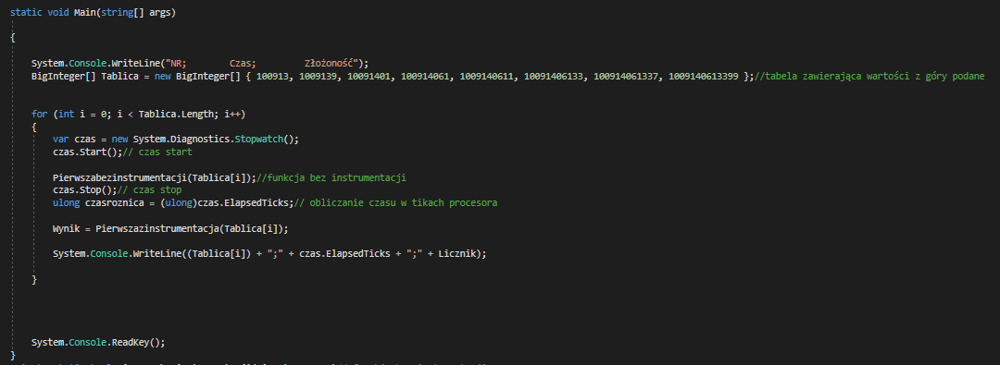 static void Main(string[] args)
{
System.Console.WriteLine("NR;        Czas;         Złożoność");
BigInteger[] Tablica = new BigInteger[] { 100913, 1009139, 10091401, 100914061, 1009140611, 10091406133, 100914061337, 1009140613399 };//tabela zawierająca wartości z góry podane
for (int i = 0; i < Tablica.Length; i++)
{
var czas = new System.Diagnostics.Stopwatch();
czas.Start();// czas start
Pierwszabezinstrumentacji(Tablica[i]);//funkcja bez instrumentacji
czas.Stop();// czas stop
ulong czasroznica = (ulong)czas.ElapsedTicks;// obliczanie czasu w tikach procesora
Wynik = Pierwszazinstrumentacja(Tablica[i]);
System.Console.WriteLine((Tablica[i]) + ";" + czas.ElapsedTicks + ";" + Licznik);
}
System.Console.ReadKey();
}